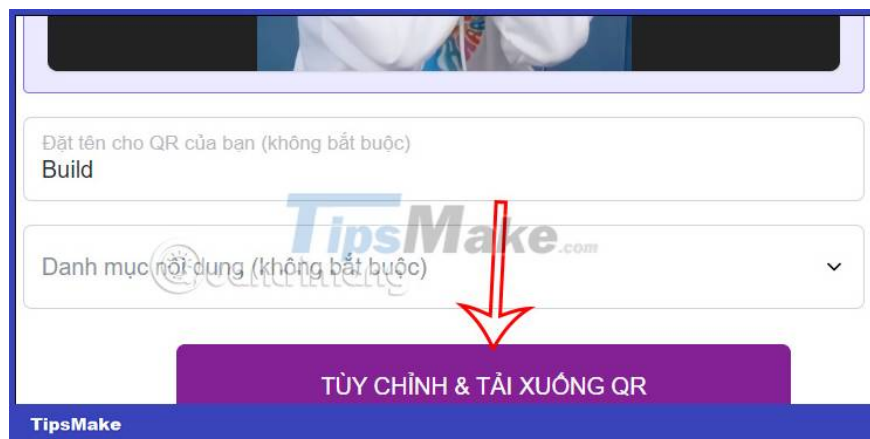 Đặt tên cho QR của bạn (không bắt buộc)
Build
TipsMake.com
Danh mục nội dung (không bắt buộc)
TÙY CHỈNH & TẢI XUỐNG QR
TipsMake